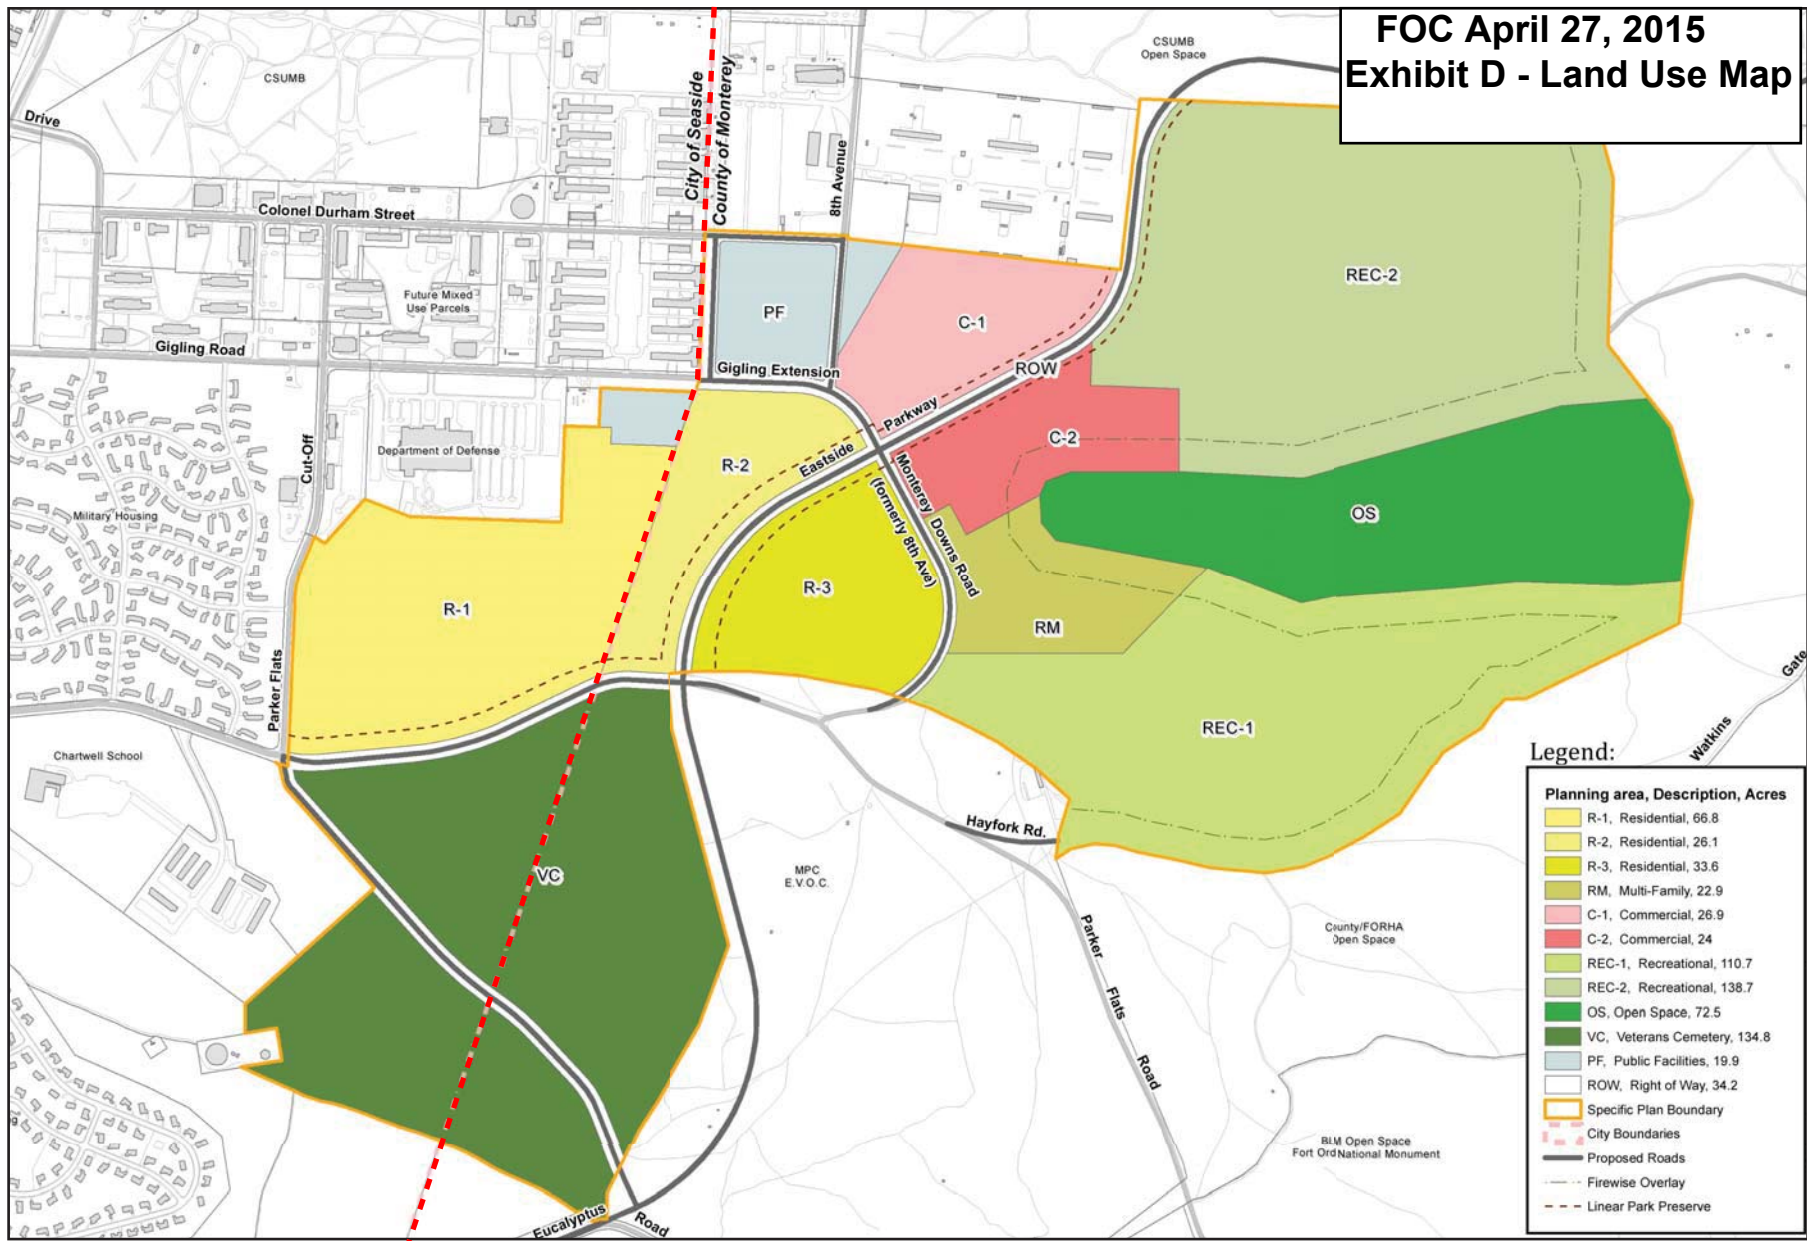 FOC April 27, 2015
Exhibit D - Land Use Map
CSUMB
Open Space
CSUMB
Drive
City of Seaside
County of Monterey
8th Avenue
Colonel Durham Street
Future Mixed
Use Parcels
Gigling Road
PF
Gigling Extension
C-1
REC-2
ROW
Parkway
Eastside
C-2
Cut-Off
Department of Defense
R-2
Military Housing
Monterey Downs Road
(formerly 8th Ave)
OS
R-1
R-3
RM
Parker Flats
REC-1
Gate
Watkins
Chartwell School
VC
MPC
E.V.O.C.
Hayfork Rd.
Parker Flats Road
County/FORHA
Open Space
BLM Open Space
Fort Ord National Monument
Eucalyptus Road
Legend:
Planning area, Description, Acres
R-1, Residential, 66.8
R-2, Residential, 26.1
R-3, Residential, 33.6
RM, Multi-Family, 22.9
C-1, Commercial, 26.9
C-2, Commercial, 24
REC-1, Recreational, 110.7
REC-2, Recreational, 138.7
OS, Open Space, 72.5
VC, Veterans Cemetery, 134.8
PF, Public Facilities, 19.9
ROW, Right of Way, 34.2
Specific Plan Boundary
City Boundaries
Proposed Roads
Firewise Overlay
Linear Park Preserve